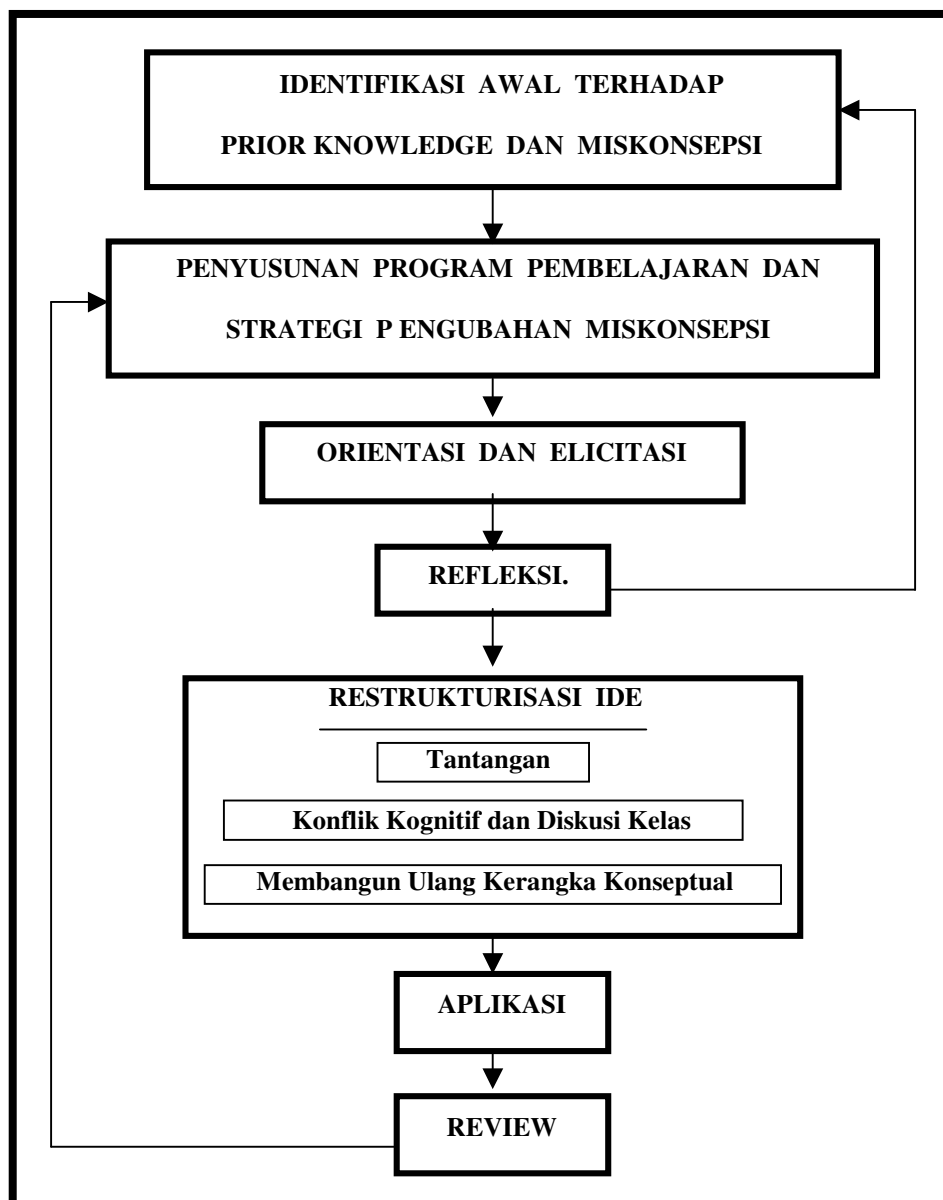 IDENTIFIKASI AWAL TERHADAP
PRIOR KNOWLEDGE DAN MISKONSEPSI
PENYUSUNAN PROGRAM PEMBELAJARAN DAN
STRATEGI P ENGUBAHAN MISKONSEPSI
ORIENTASI DAN ELICITASI
REFLEKSI.
RESTRUKTURISASI IDE
Tantangan
Konflik Kognitif dan Diskusi Kelas
Membangun Ulang Kerangka Konseptual
APLIKASI
REVIEW